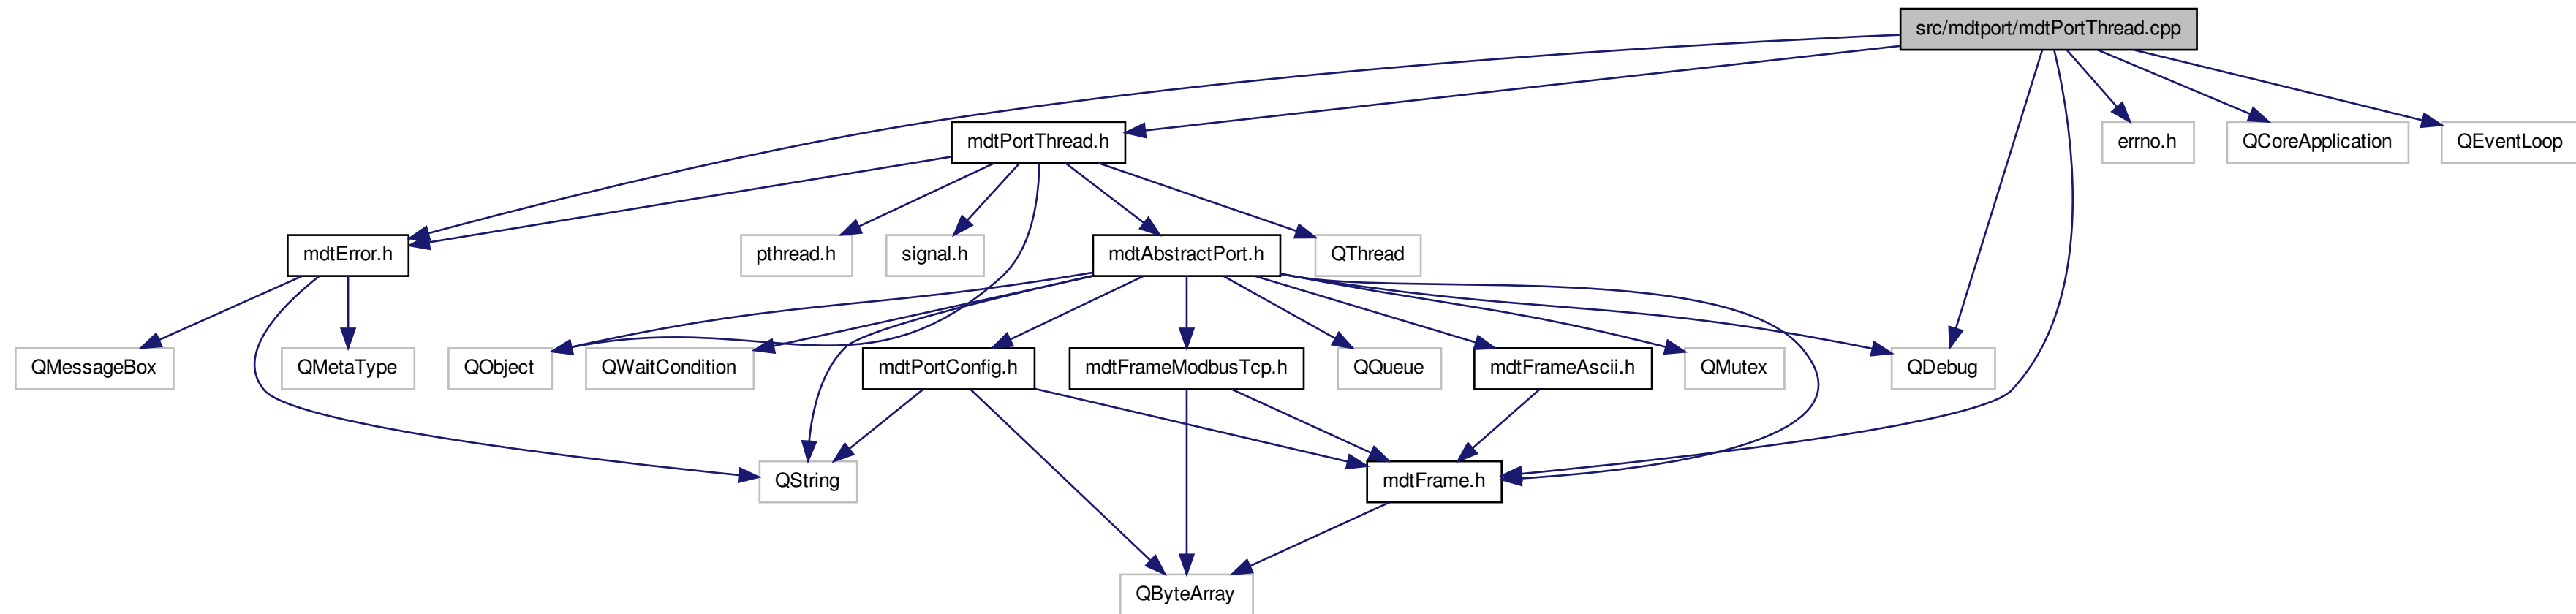 src/mdtport/mdtPortThread.cpp
mdtPortThread.h
errno.h
QCoreApplication
QEventLoop
mdtError.h
pthread.h
signal.h
mdtAbstractPort.h
QThread
QMessageBox
QMetaType
QObject
QWaitCondition
mdtPortConfig.h
mdtFrameModbusTcp.h
QQueue
mdtFrameAscii.h
QMutex
QDebug
QString
mdtFrame.h
QByteArray